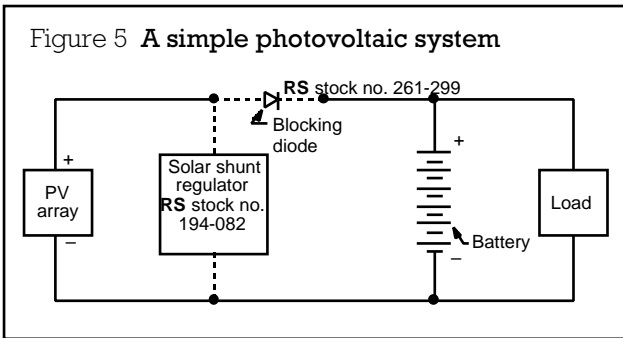 Figure 5 A simple photovoltaic system
RS stock no. 261-299
Blocking
diode
+
PV
array
–
Solar shunt
regulator
RS stock no.
194-082
+
Battery
–
Load